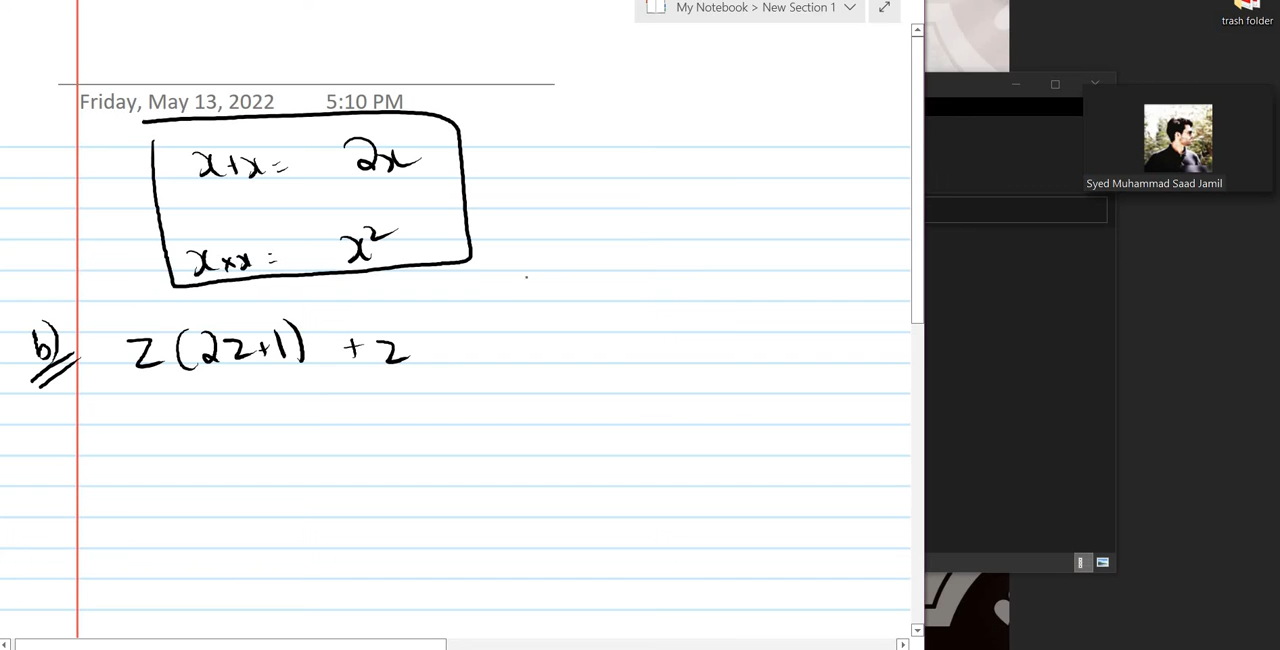 My Notebook > New Section 1
trash folder
Friday, May 13, 2022 5:10 PM
x+x= 2x
x×x= x²
Syed Muhammad Saad Jamil
b) z(2z+1) +z